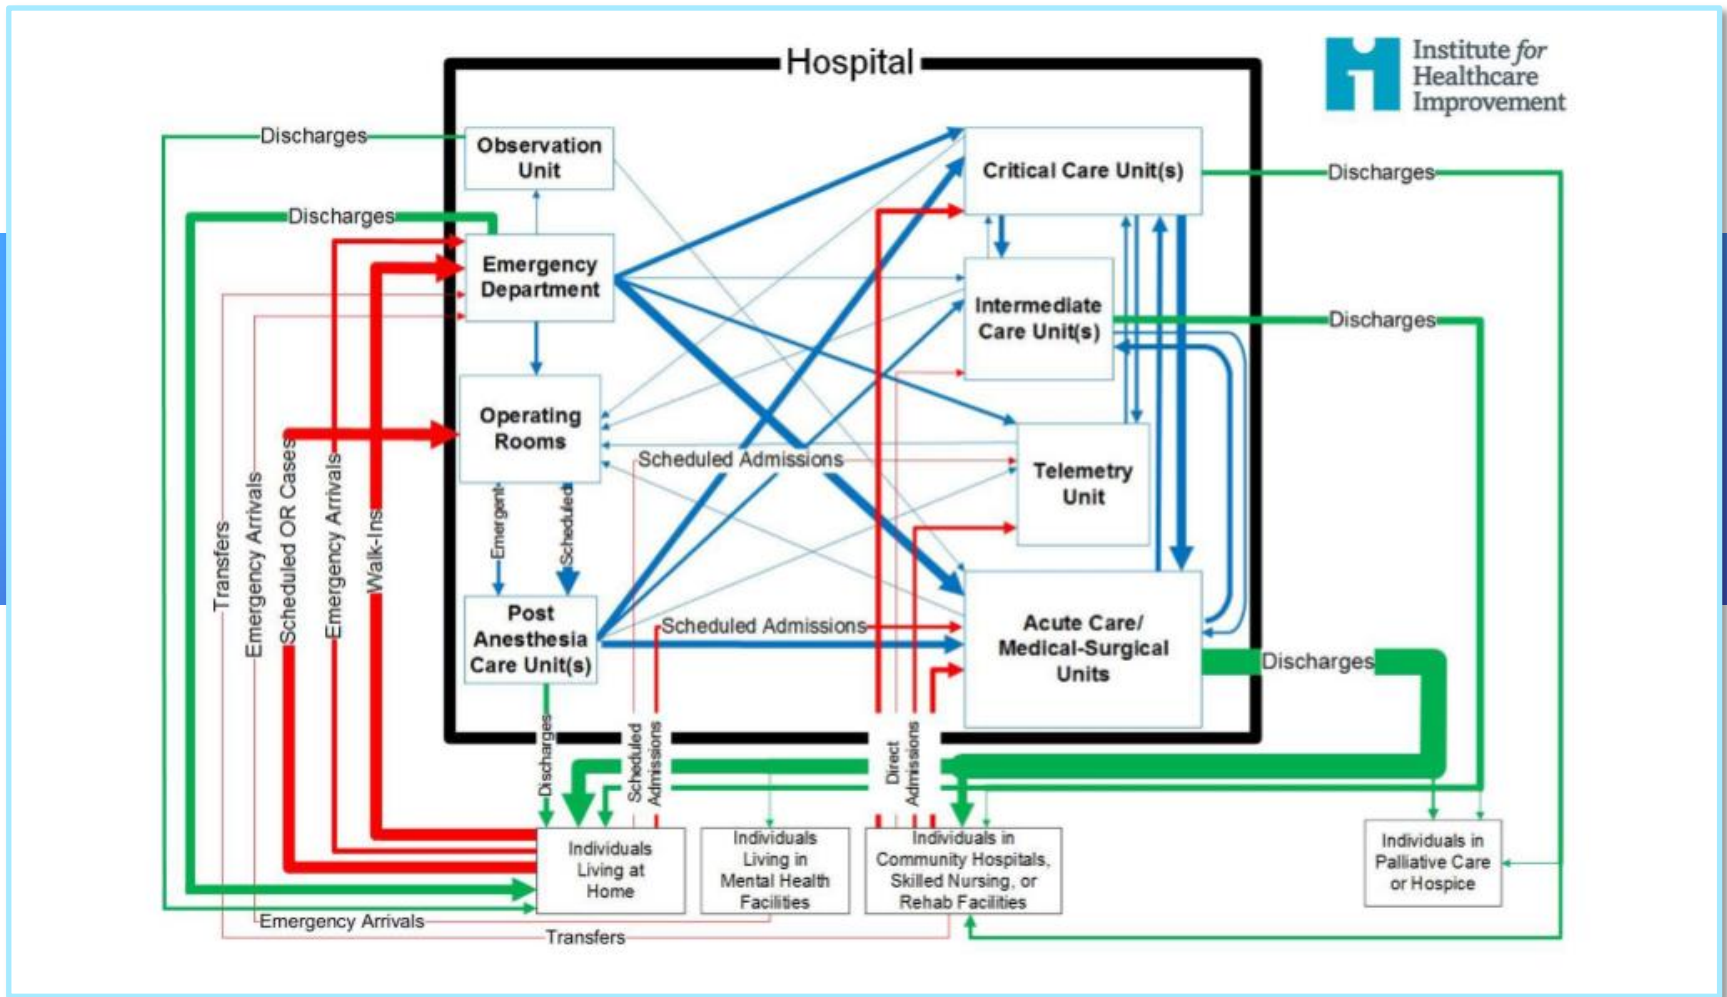 Hospital
Institute for
Healthcare
Improvement
Discharges
Observation
Unit
Critical Care Unit(s)
Discharges
Discharges
Emergency
Department
Intermediate
Care Unit(s)
Discharges
Operating
Rooms
Scheduled Admissions
Telemetry
Unit
Transfers
Emergency Arrivals
Scheduled OR Cases
Emergency Arrivals
Walk-Ins
Emergent
Scheduled
Post
Anesthesia
Care Unit(s)
Scheduled Admissions
Acute Care/
Medical-Surgical
Units
Discharges
Discharges
Scheduled
Admissions
Direct
Admissions
Individuals
Living at
Home
Individuals
Living in
Mental Health
Facilities
Individuals in
Community Hospitals,
Skilled Nursing, or
Rehab Facilities
Individuals in
Palliative Care
or Hospice
Emergency Arrivals
Transfers